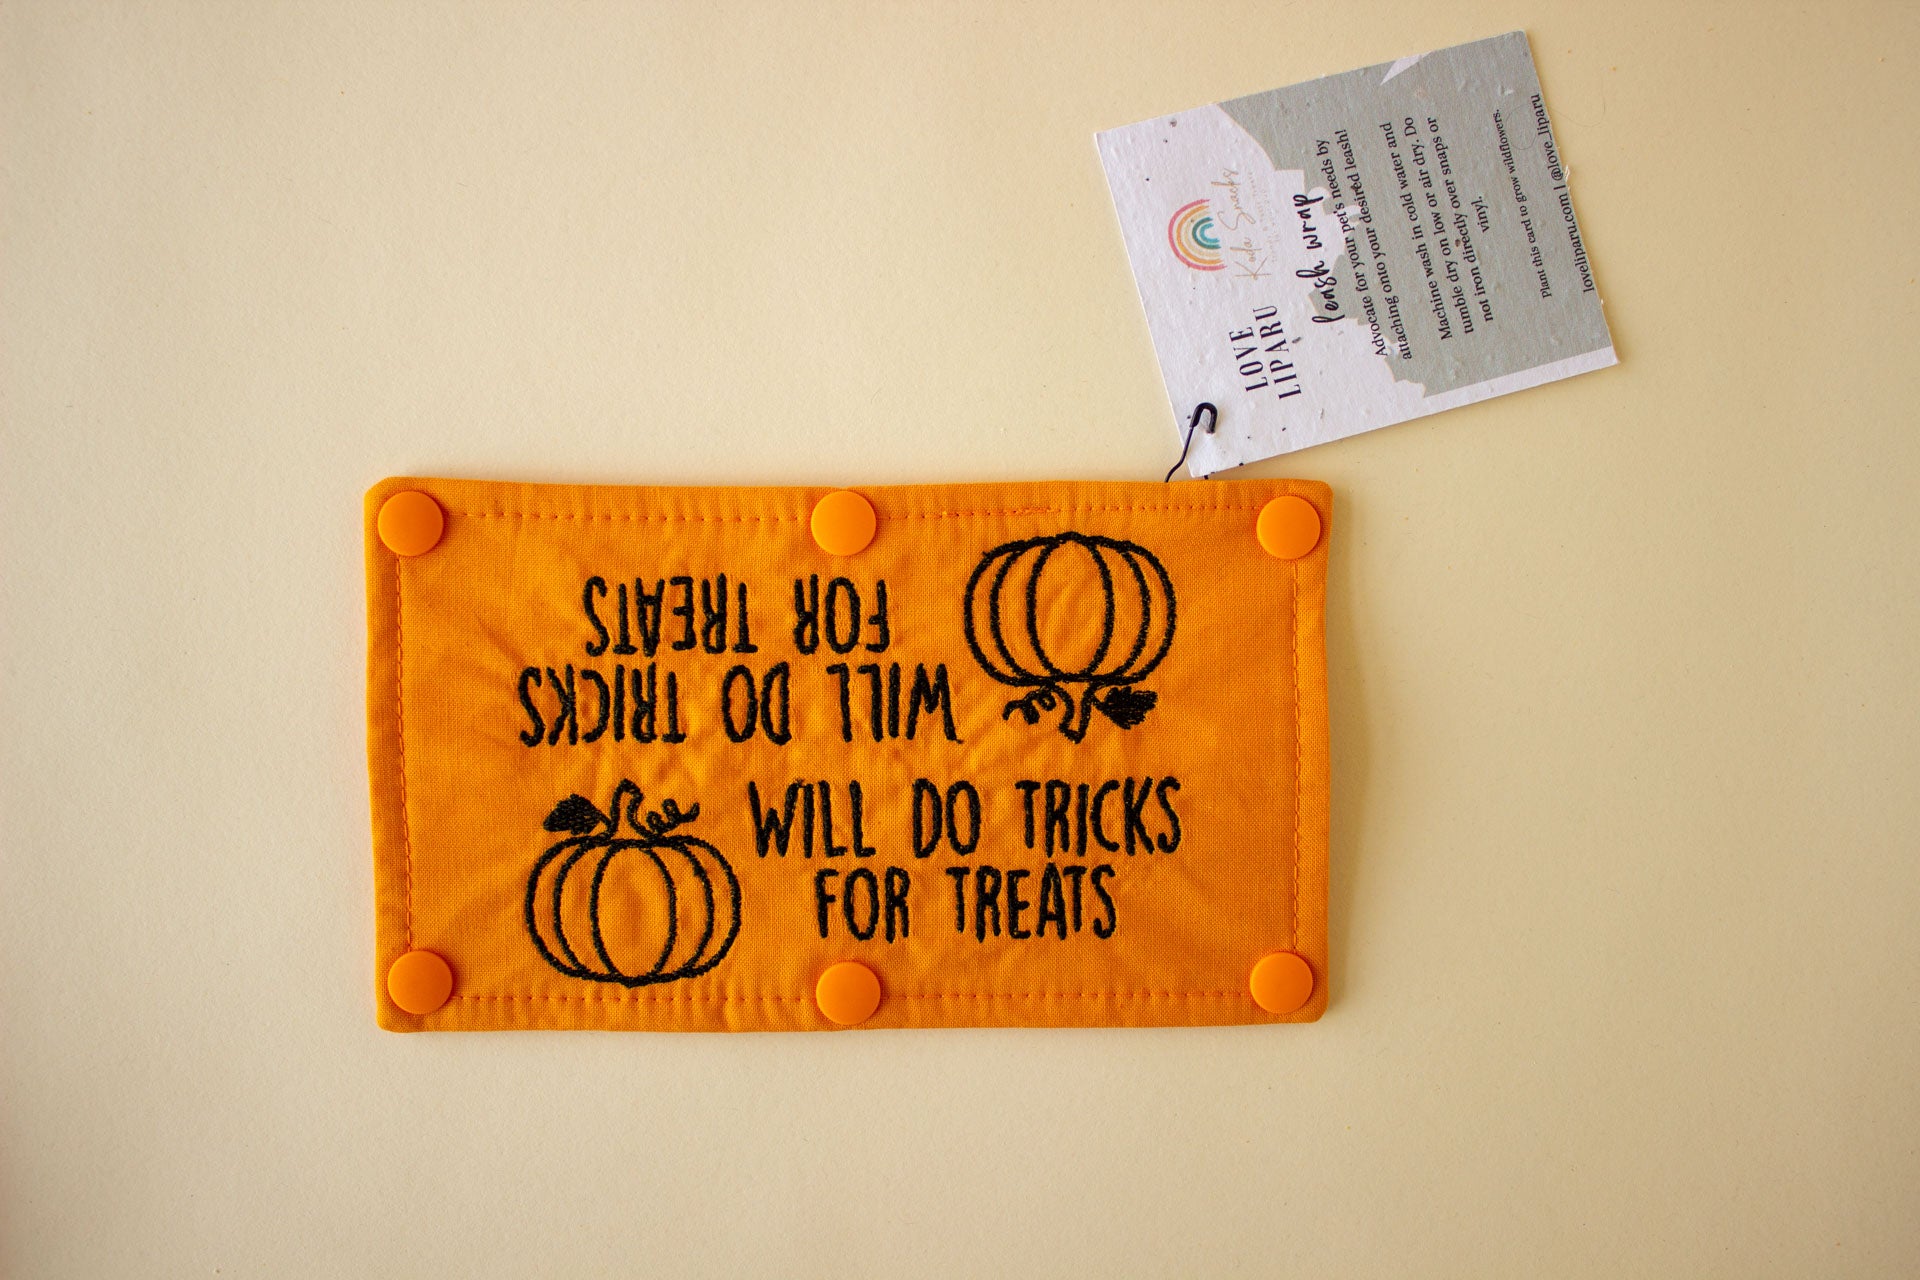 WILL DO TRICKS
FOR TREATS
WILL DO TRICKS
FOR TREATS
LOVE
LIPARU
Koda Snacks
leash wrap
Advocate for your pet's needs by
attaching onto your desired leash!
Machine wash in cold water and
tumble dry on low or air dry. Do
not iron directly over snaps or
vinyl.
Plant this card to grow wildflowers.
loveliparu.com | @love_liparu